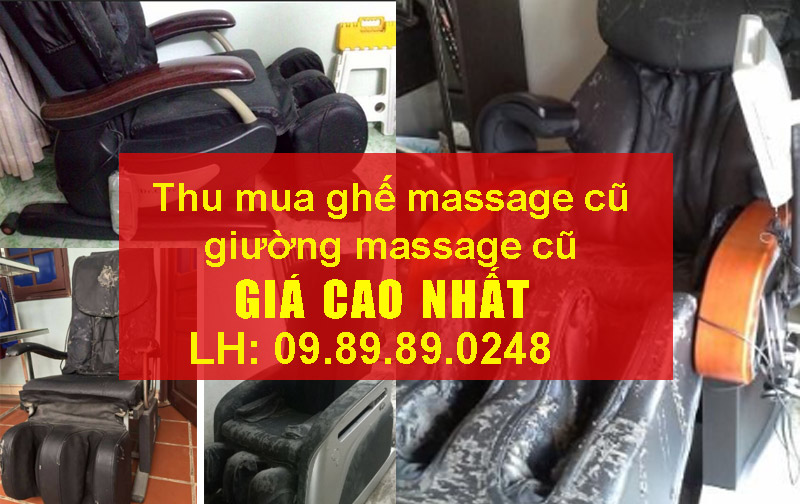 Thu mua ghế massage cũ
giường massage cũ
GIÁ CAO NHẤT
LH: 09.89.89.0248